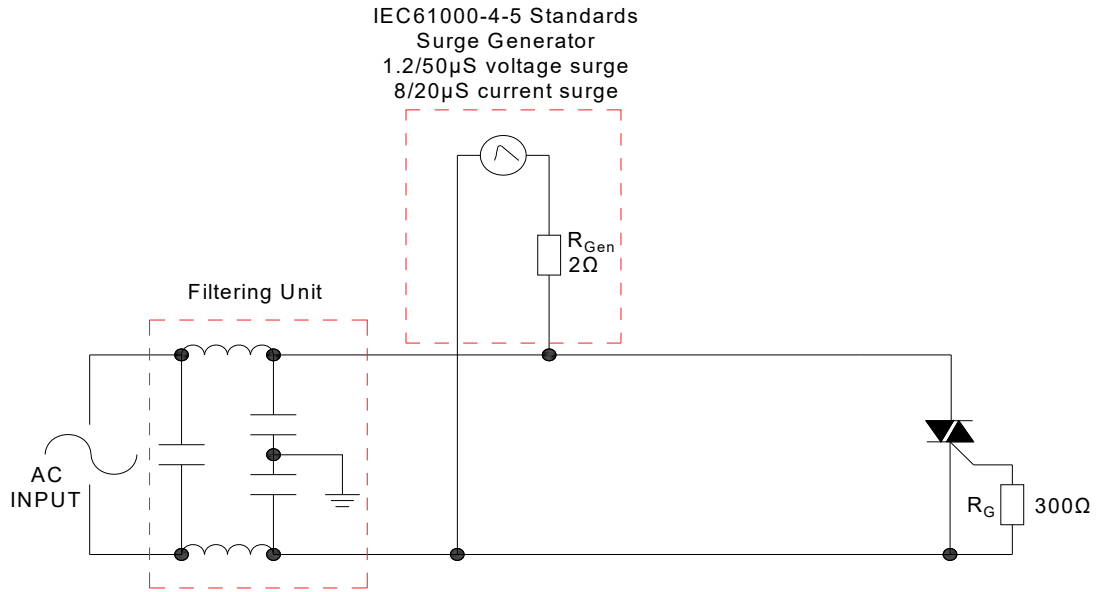 IEC61000-4-5 Standards
Surge Generator
1.2/50µS voltage surge
8/20µS current surge
RGen
2Ω
Filtering Unit
AC
INPUT
RG 300Ω